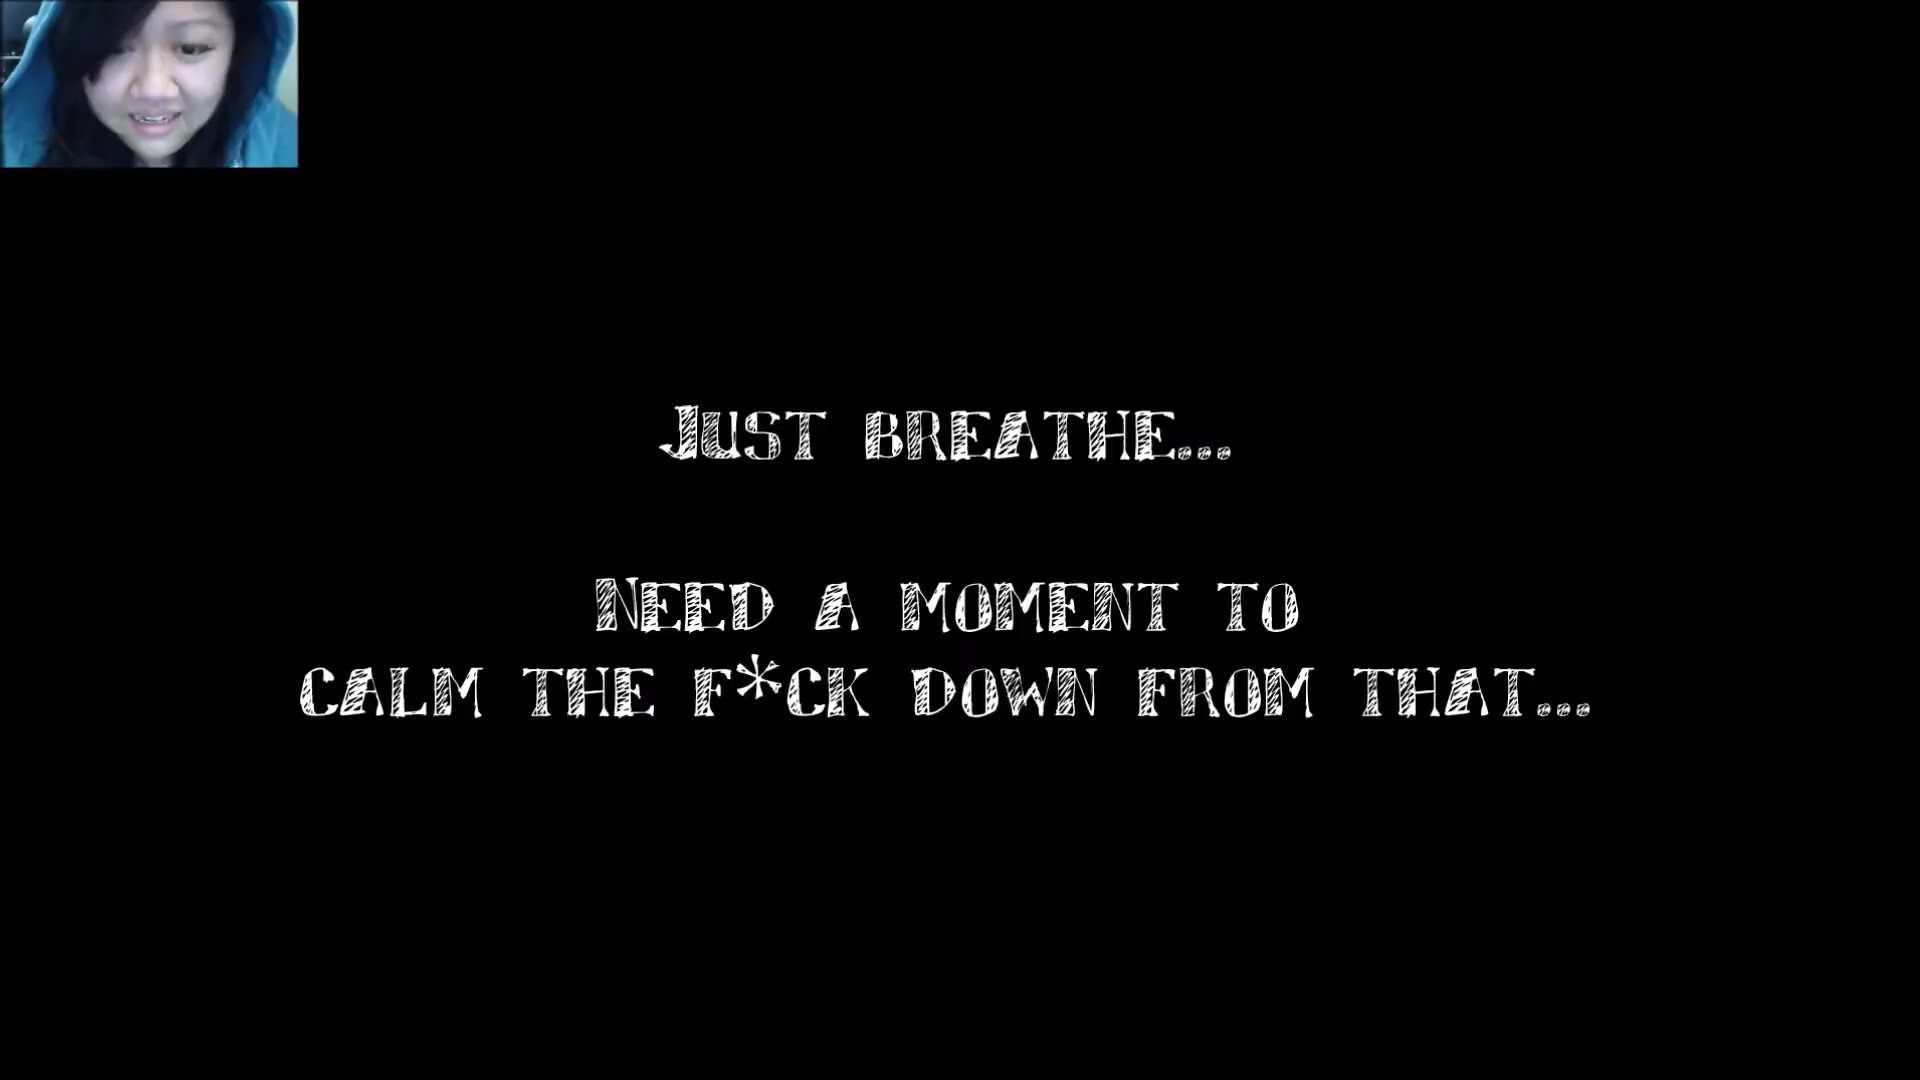 Just breathe...
Need a moment to
calm the f*ck down from that...